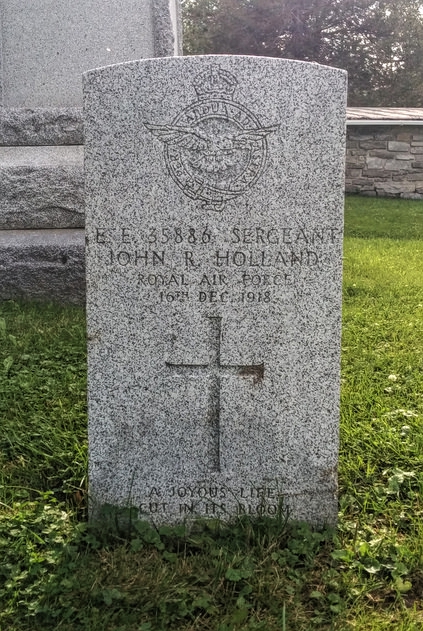 E. E. 35886 SERGEANT
JOHN R. HOLLAND
ROYAL AIR FORCE
16TH DEC. 1918
A JOYOUS LIFE
CUT IN ITS BLOOM